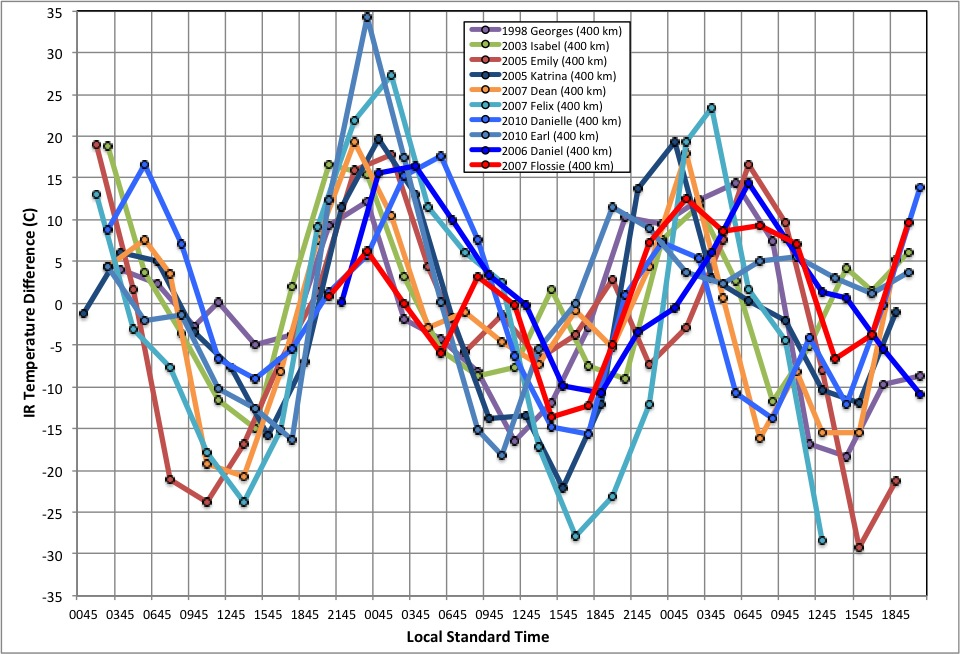 35
30
25
20
15
10
5
0
-5
-10
-15
-20
-25
-30
-35
IR Temperature Difference (C)
1998 Georges (400 km)
2003 Isabel (400 km)
2005 Emily (400 km)
2005 Katrina (400 km)
2007 Dean (400 km)
2007 Felix (400 km)
2010 Danielle (400 km)
2010 Earl (400 km)
2006 Daniel (400 km)
2007 Flossie (400 km)
0045 0345 0645 0945 1245 1545 1845 2145 0045 0345 0645 0945 1245 1545 1845 2145 0045 0345 0645 0945 1245 1545 1845
Local Standard Time